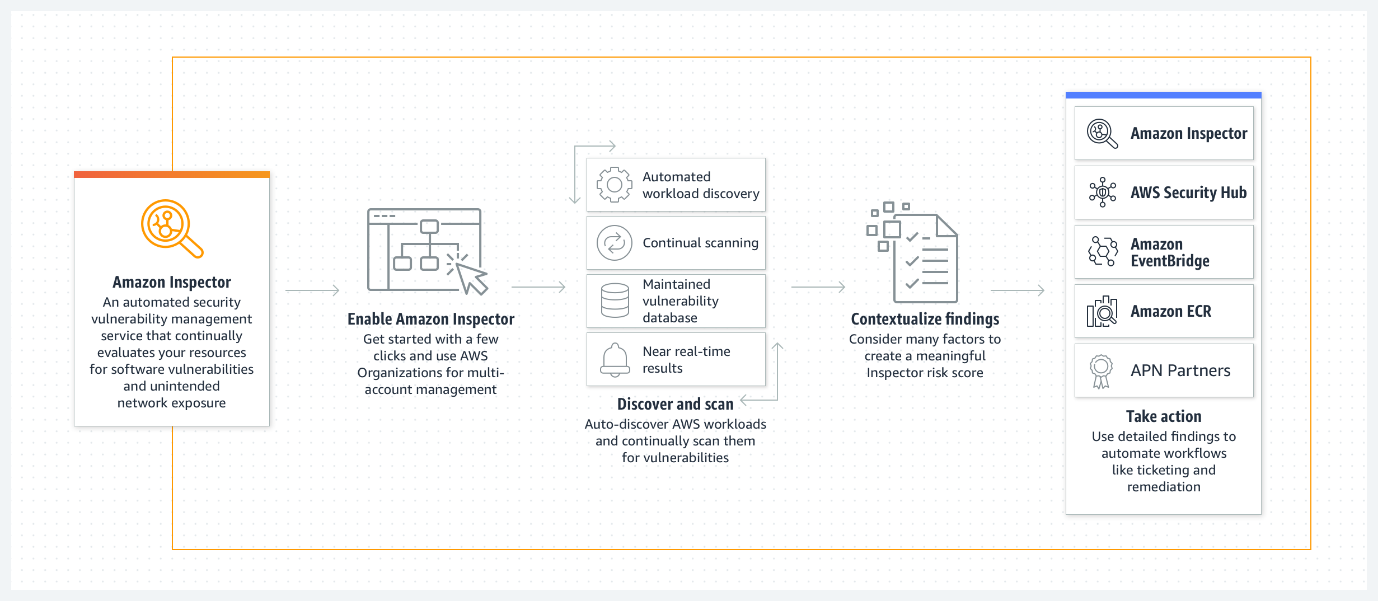 Amazon Inspector
An automated security
vulnerability management
service that continually
evaluates your resources
for software vulnerabilities
and unintended
network exposure
Enable Amazon Inspector
Get started with a few
clicks and use AWS
Organizations for multi-
account management
Automated
workload discovery
Continual scanning
Maintained
vulnerability
database
Near real-time
results
Discover and scan
Auto-discover AWS workloads
and continually scan them
for vulnerabilities
Contextualize findings
Consider many factors to
create a meaningful
Inspector risk score
Amazon Inspector
AWS Security Hub
Amazon
EventBridge
Amazon ECR
APN Partners
Take action
Use detailed findings to
automate workflows
like ticketing and
remediation